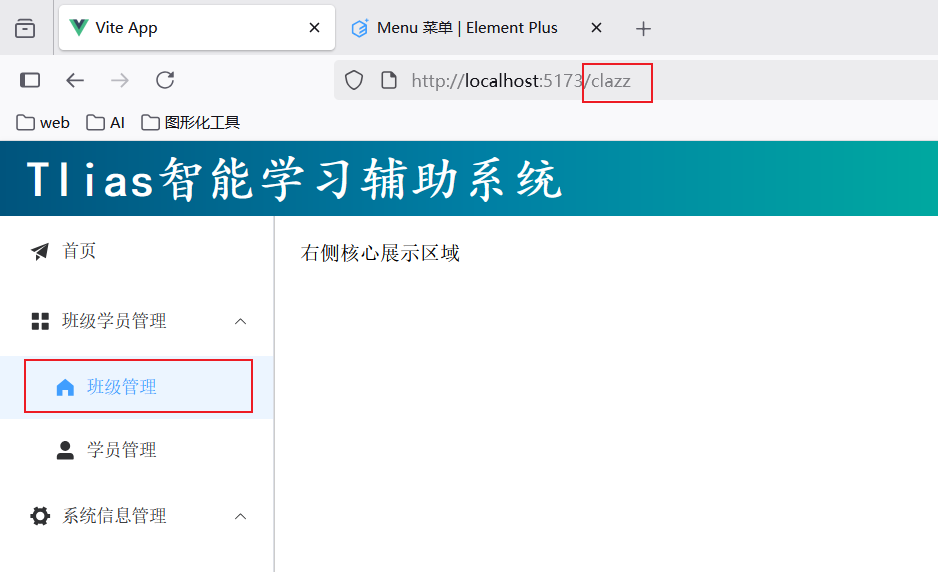 Vite App
Menu 菜单 | Element Plus
http://localhost:5173/clazz
web AI 图形化工具
Tlias智能学习辅助系统
首页
右侧核心展示区域
班级学员管理
班级管理
学员管理
系统信息管理